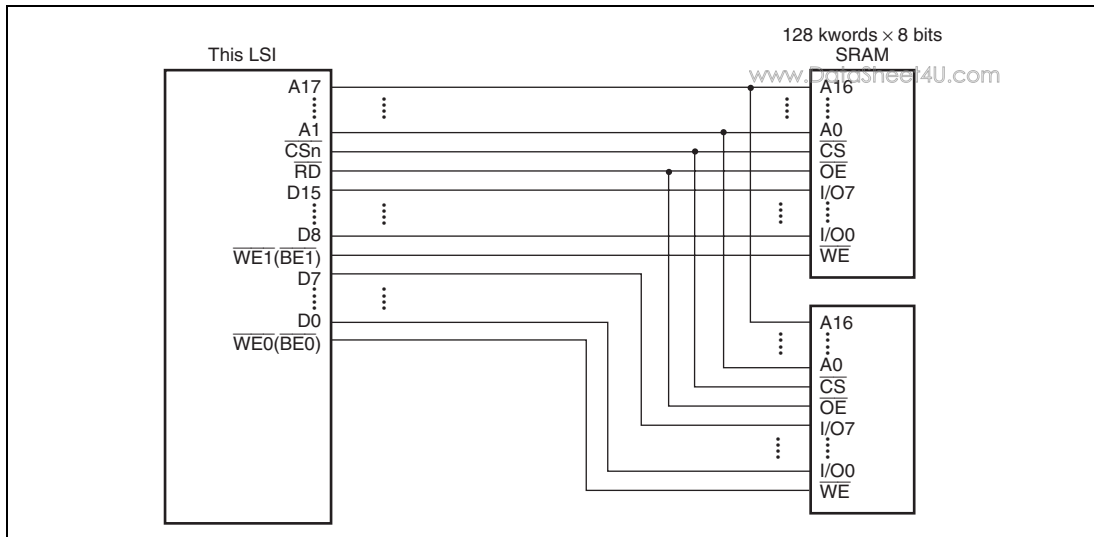 128 kwords × 8 bits
This LSI
SRAM
www.DataSheet4U.com
A17
A1
CSn
RD
D15
D8
WE1(BE1)
D7
D0
WE0(BE0)
A16
A0
CS
OE
I/O7
I/O0
WE
A16
A0
CS
OE
I/O7
I/O0
WE